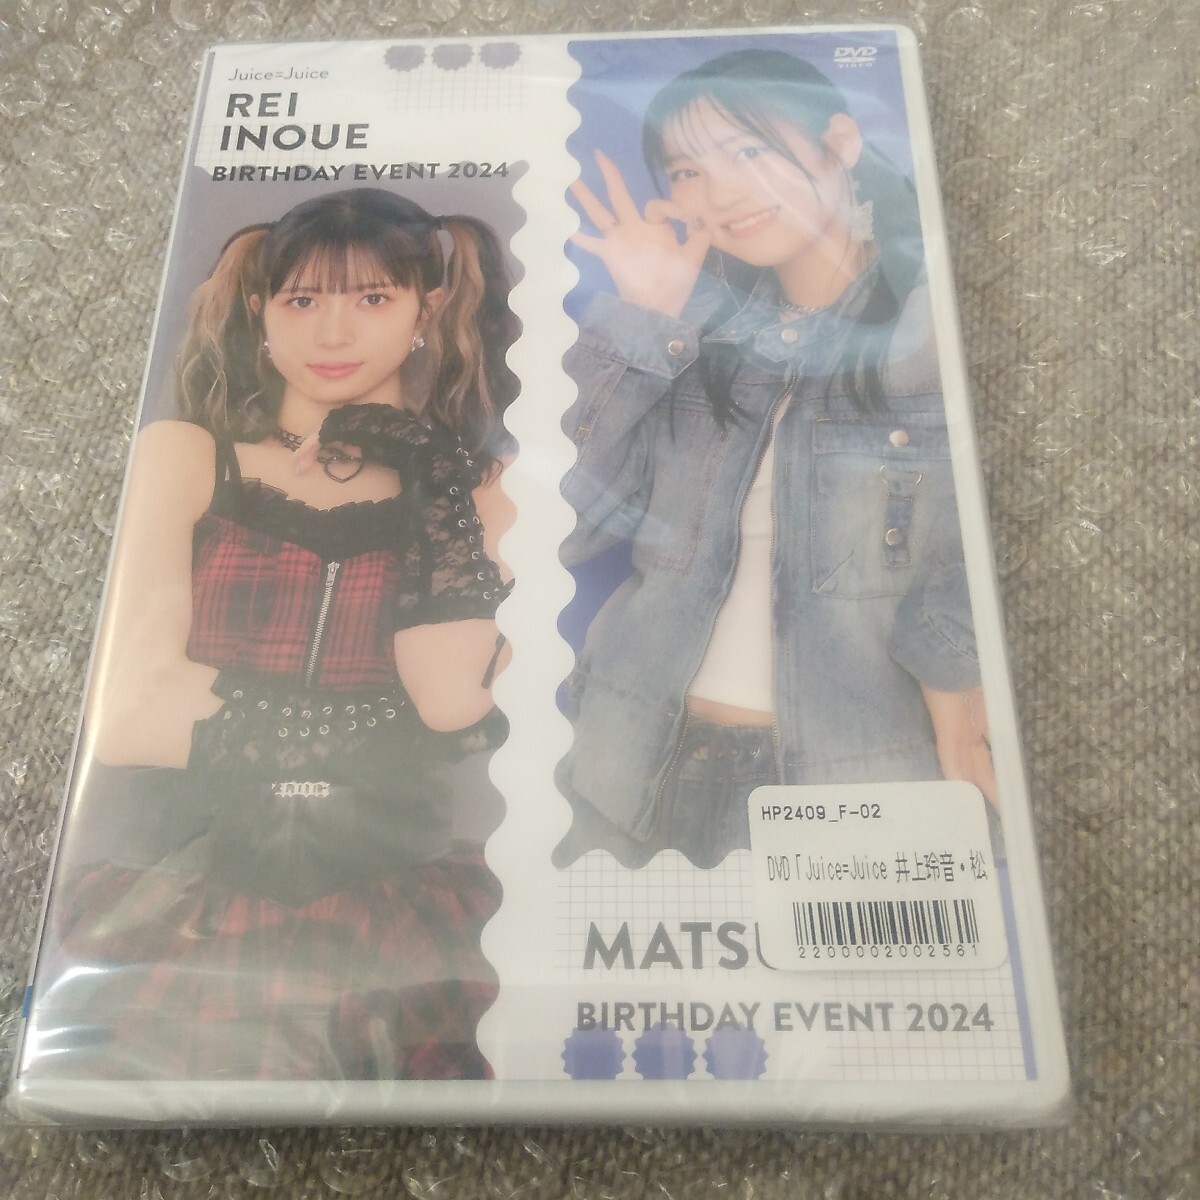 Juice=Juice
REI
INOUE
BIRTHDAY EVENT 2024
DVD
VIDEO
HP2409_F-02
DVD「Juice=Juice 井上玲音・松
2200002002561
MATSU
BIRTHDAY EVENT 2024